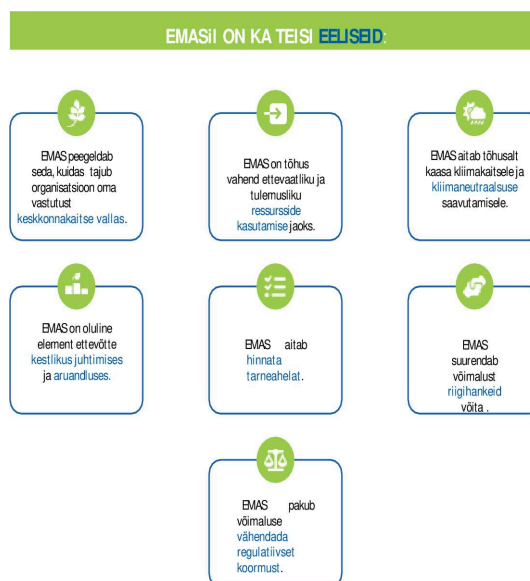 EMASil ON KA TEISI EELISEID:
EMAS peegeldab
seda, kuidas tajub
organisatsioon oma
vastutust
keskkonnakaitse vallas.
EMAS on tõhus
vahend ettevaatliku ja
tulemusliku
ressursside
kasutamise jaoks.
EMAS aitab tõhusalt
kaasa kliimakaitsele ja
kliimaneutraalsuse
saavutamisele.
EMAS on oluline
element ettevõtte
kestlikus juhtimises
ja aruandluses.
EMAS aitab
hinnata
tarneahelat.
EMAS
suurendab
võimalust
riigihankeid
võita .
EMAS pakub
võimaluse
vähendada
regulatiivset
koormust.